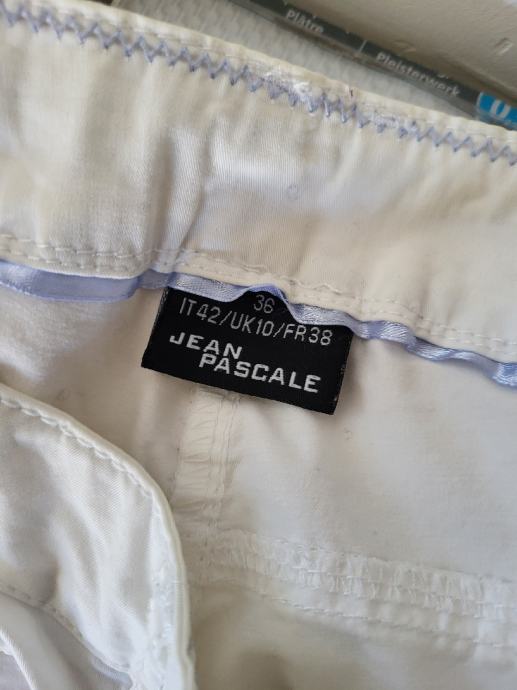 Plâtre
Pleisterwerk
36
IT42/UK10/FR38
JEAN
PASCALE